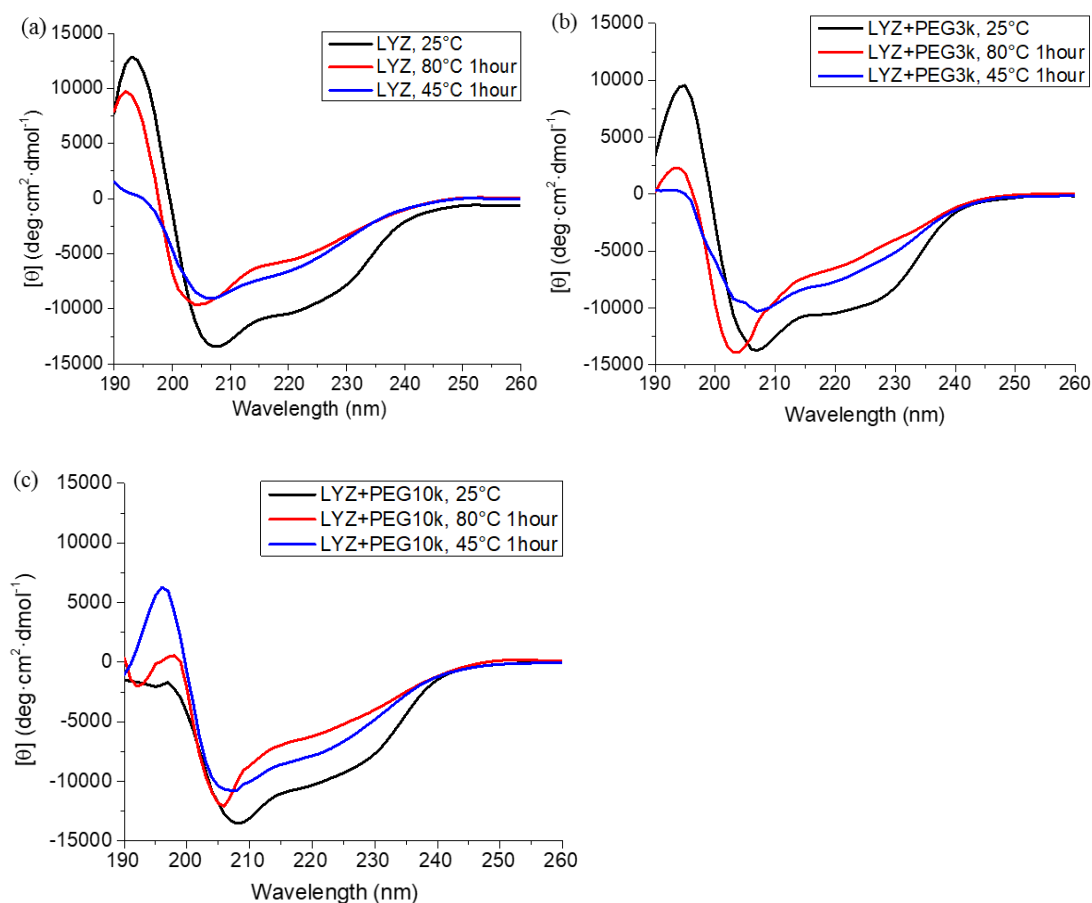 (a)
LYZ, 25°C
LYZ, 80°C 1hour
LYZ, 45°C 1hour
15000
10000
5000
0
-5000
-10000
-15000
[θ] (deg·cm²·dmol⁻¹)
190 200 210 220 230 240 250 260
Wavelength (nm)
(b)
LYZ+PEG3k, 25°C
LYZ+PEG3k, 80°C 1hour
LYZ+PEG3k, 45°C 1hour
15000
10000
5000
0
-5000
-10000
-15000
[θ] (deg·cm²·dmol⁻¹)
190 200 210 220 230 240 250 260
Wavelength (nm)
(c)
LYZ+PEG10k, 25°C
LYZ+PEG10k, 80°C 1hour
LYZ+PEG10k, 45°C 1hour
15000
10000
5000
0
-5000
-10000
-15000
[θ] (deg·cm²·dmol⁻¹)
190 200 210 220 230 240 250 260
Wavelength (nm)